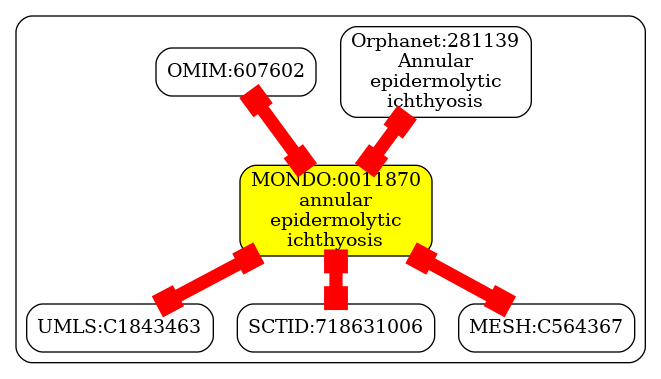 OMIM:607602
Orphanet:281139
Annular
epidermolytic
ichthyosis
MONDO:0011870
annular
epidermolytic
ichthyosis
UMLS:C1843463
SCTID:718631006
MESH:C564367